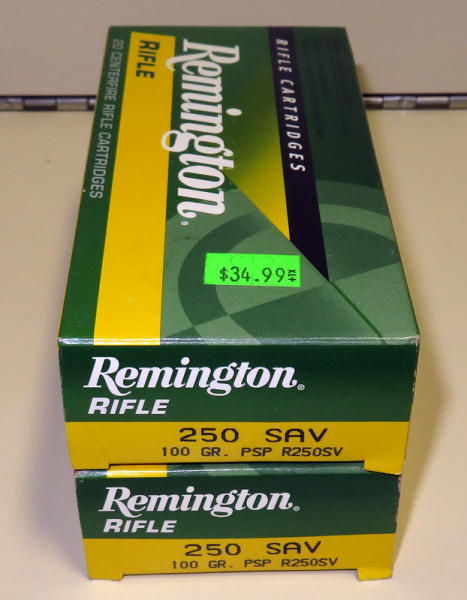 RIFLE CARTRIDGES
Remington®
RIFLE
20 CENTERFIRE RIFLE CARTRIDGES
$34.99
Remington®
RIFLE
250 SAV
100 GR. PSP R250SV
Remington®
RIFLE
250 SAV
100 GR. PSP R250SV